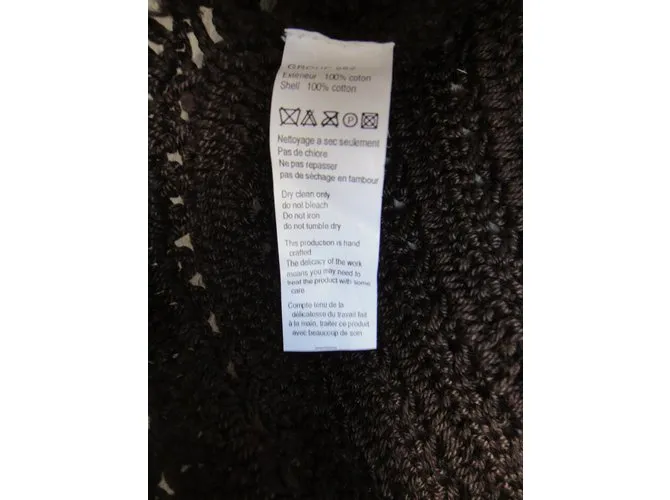 GROUP
Exterieur 100% coton
Shell 100% cotton
P
Nettoyage à sec seulement
Pas de chlore
Ne pas repasser
pas de séchage en tambour
Dry clean only
do not bleach
Do not iron
do not tumble dry
This production is hand
crafted
The delicacy of the work
means you may need to
treat the product with some
care
Compte tenu de la
délicatesse du travail fait
à la main, traiter ce produit
avec beaucoup de soin